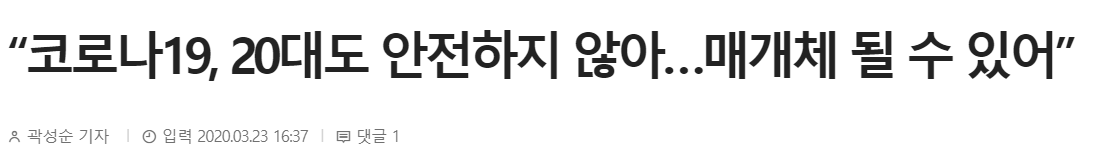 “코로나19, 20대도 안전하지 않아…매개체 될 수 있어”
곽성순 기자 | 입력 2020.03.23 16:37 | 댓글 1